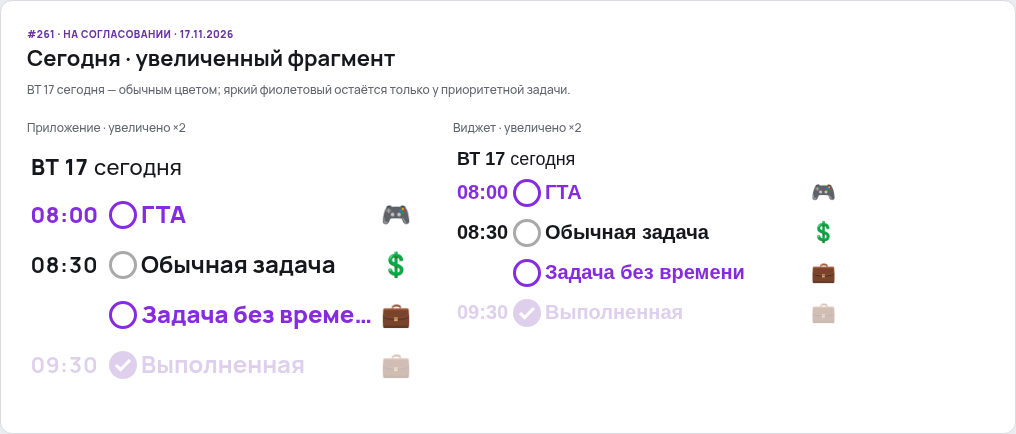 #261 · НА СОГЛАСОВАНИИ · 17.11.2026
Сегодня · увеличенный фрагмент
ВТ 17 сегодня — обычным цветом; яркий фиолетовый остаётся только у приоритетной задачи.
Приложение · увеличено ×2
ВТ 17 сегодня
08:00 ГТА
08:30 Обычная задача
Задача без време...
09:30 Выполненная
Виджет · увеличено ×2
ВТ 17 сегодня
08:00 ГТА
08:30 Обычная задача
Задача без времени
09:30 Выполненная